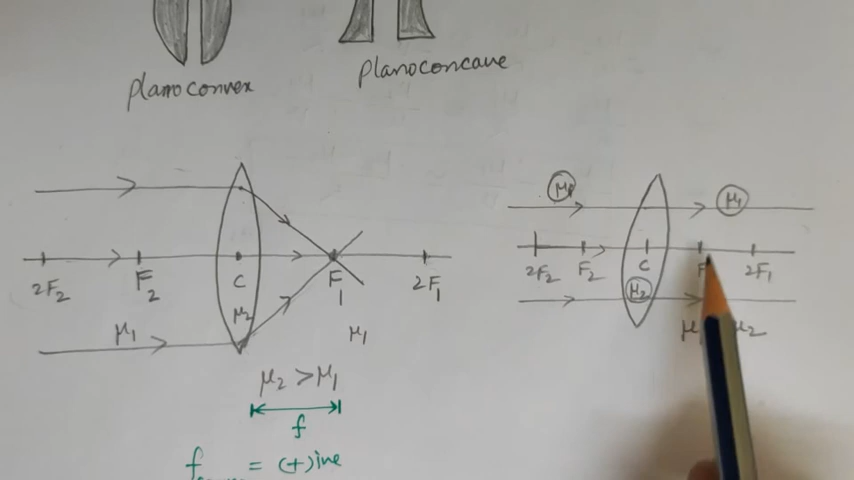 planoconvex
planoconcave
2F₂ F₂ C F₁ 2F₁
μ₂
μ₁ μ₁
μ₂ > μ₁
f
= (+)ive
μ₁ μ₁
2F₂ F₂ C F 2F₁
μ₂
μ μ₂